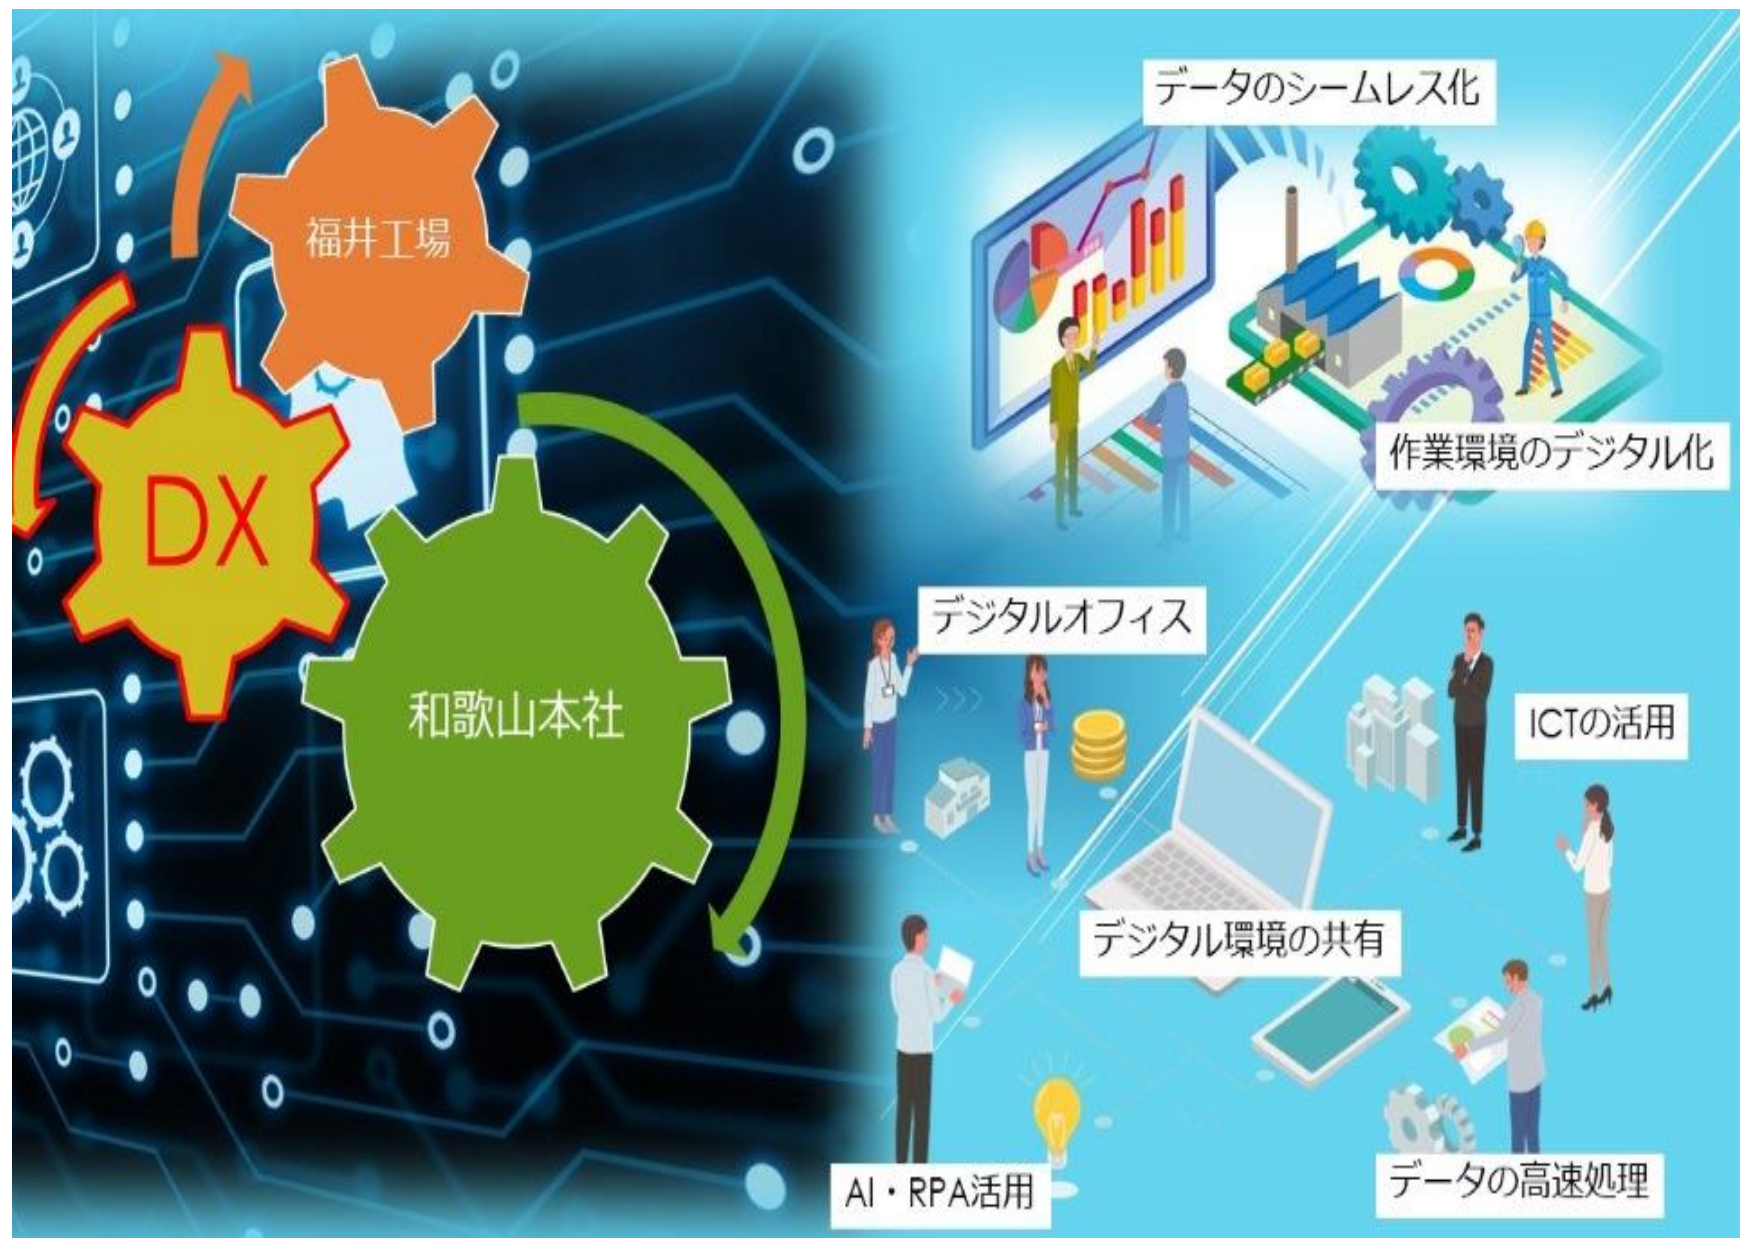 福井工場
DX
和歌山本社
データのシームレス化
作業環境のデジタル化
デジタルオフィス
ICTの活用
デジタル環境の共有
AI・RPA活用
データの高速処理